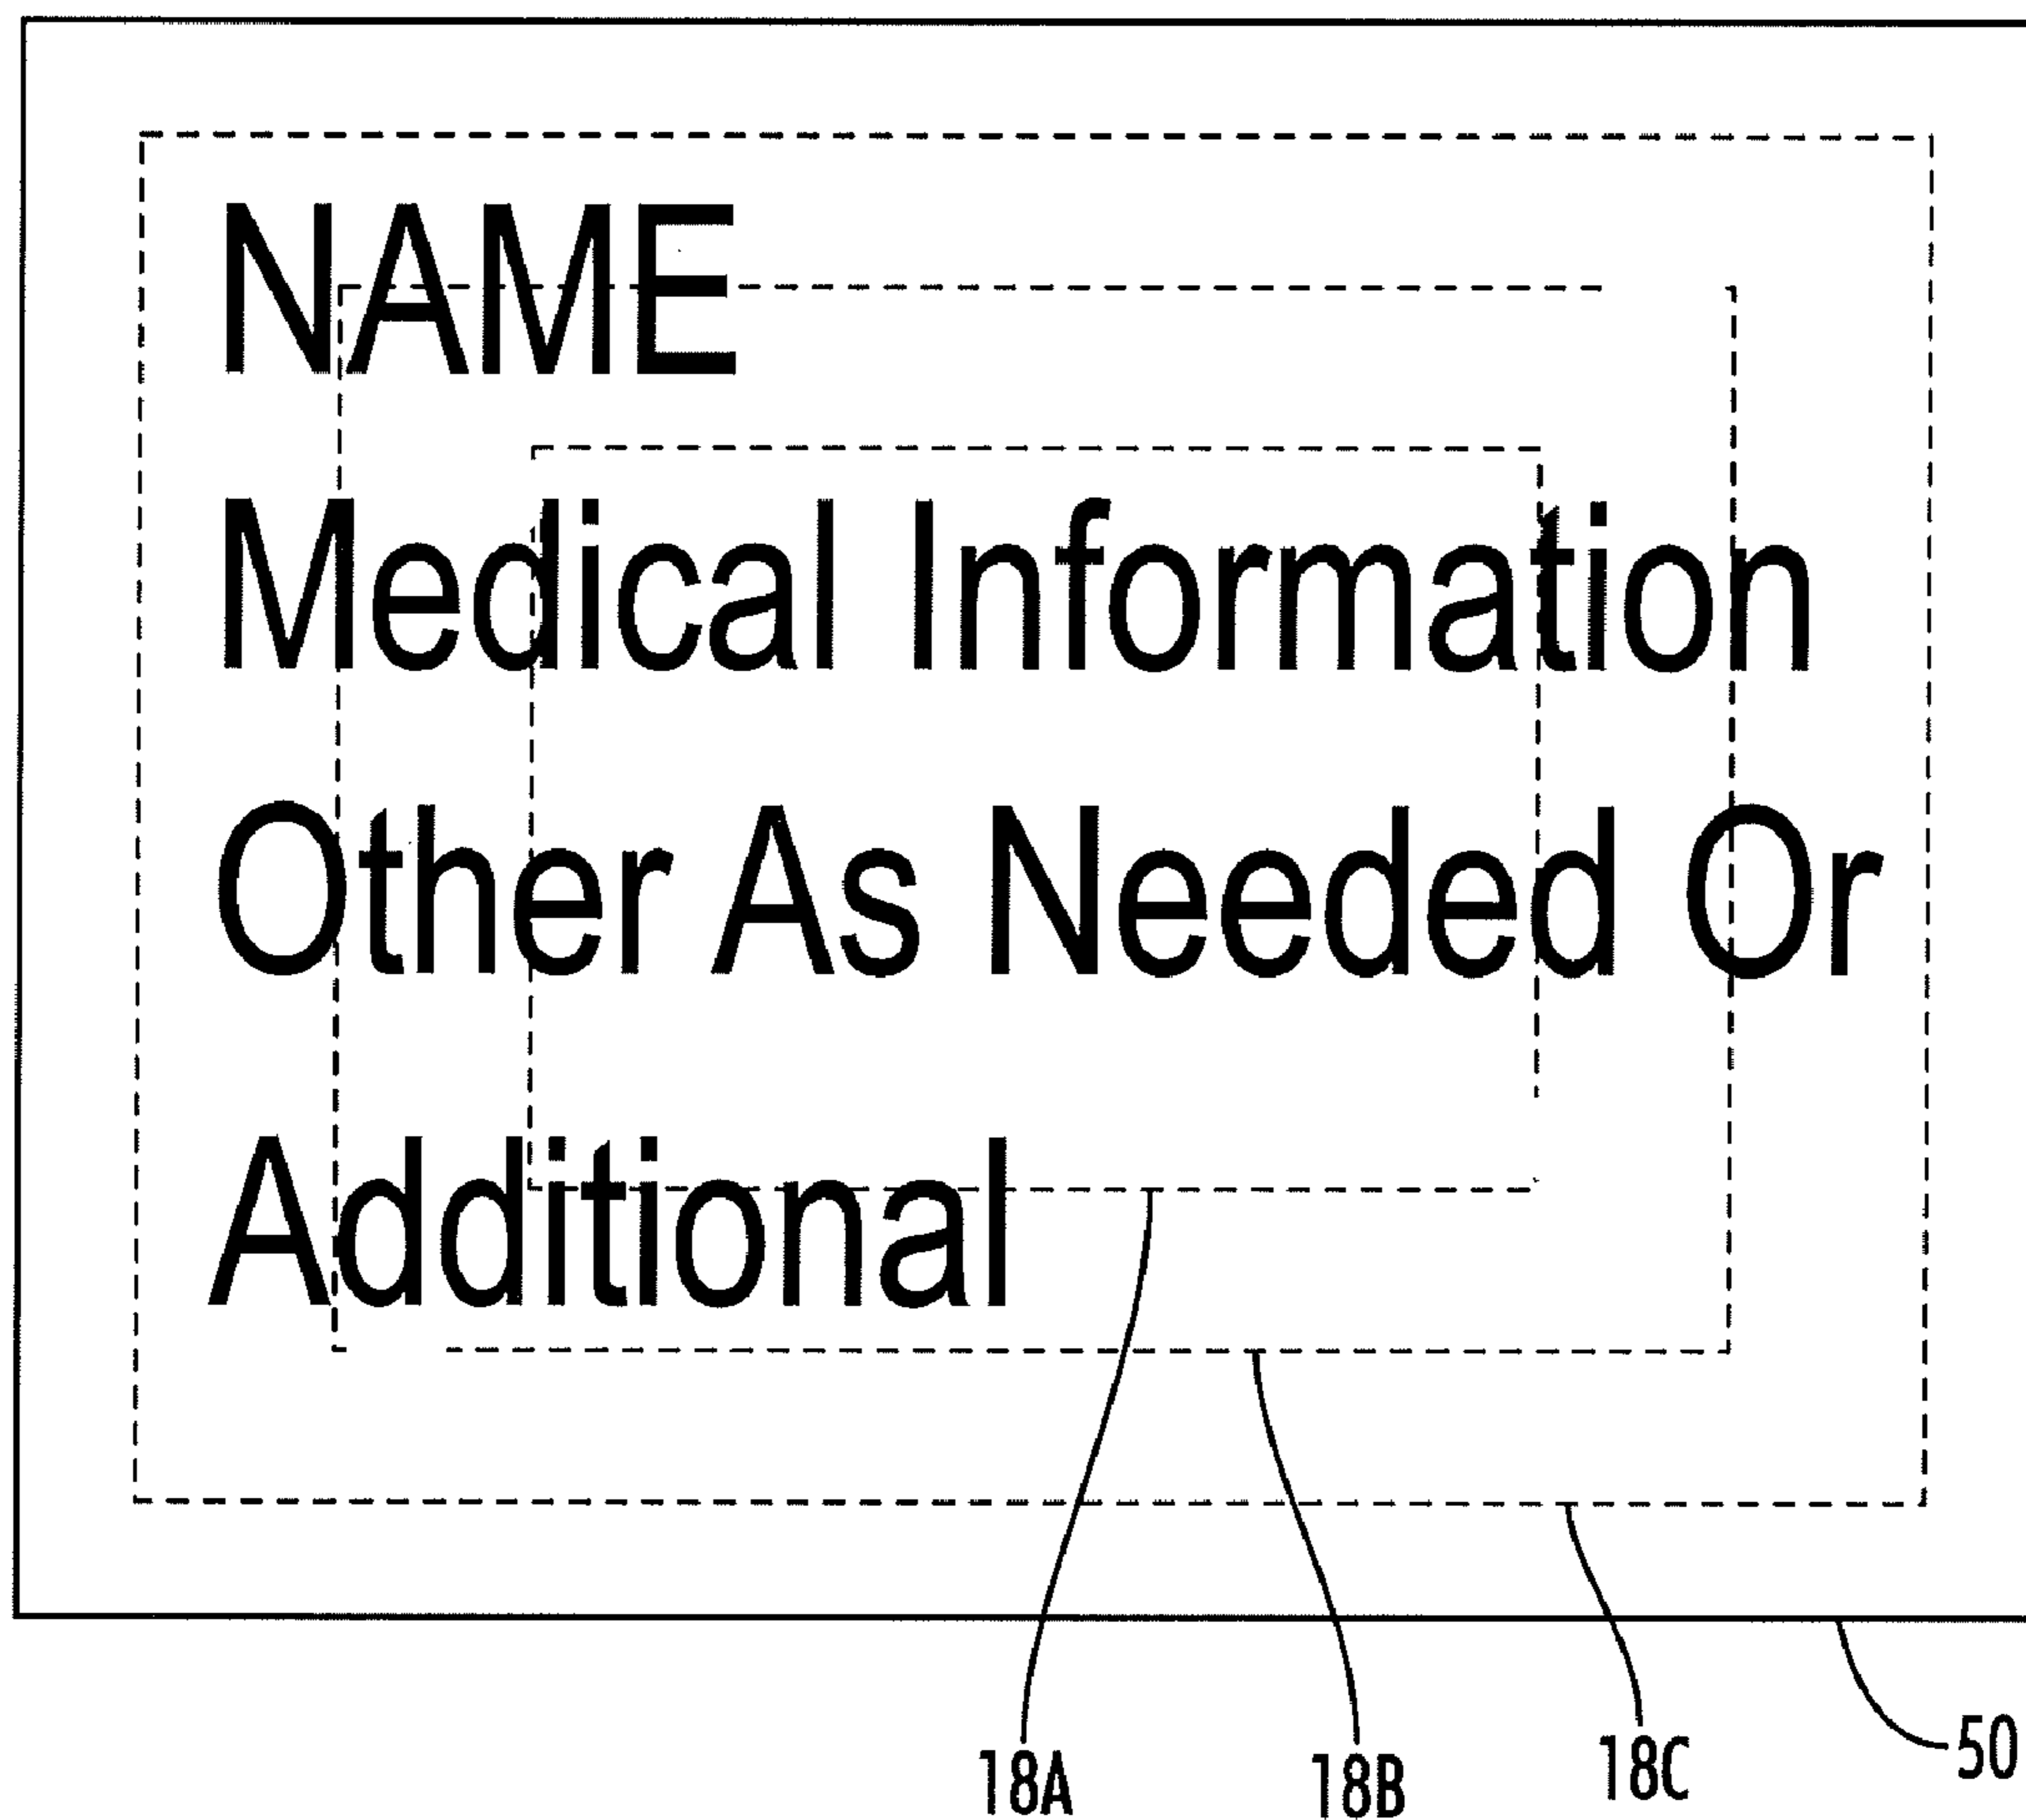 NAME
Medical Information
Other As Needed Or
Additional
18A 18B 18C 50